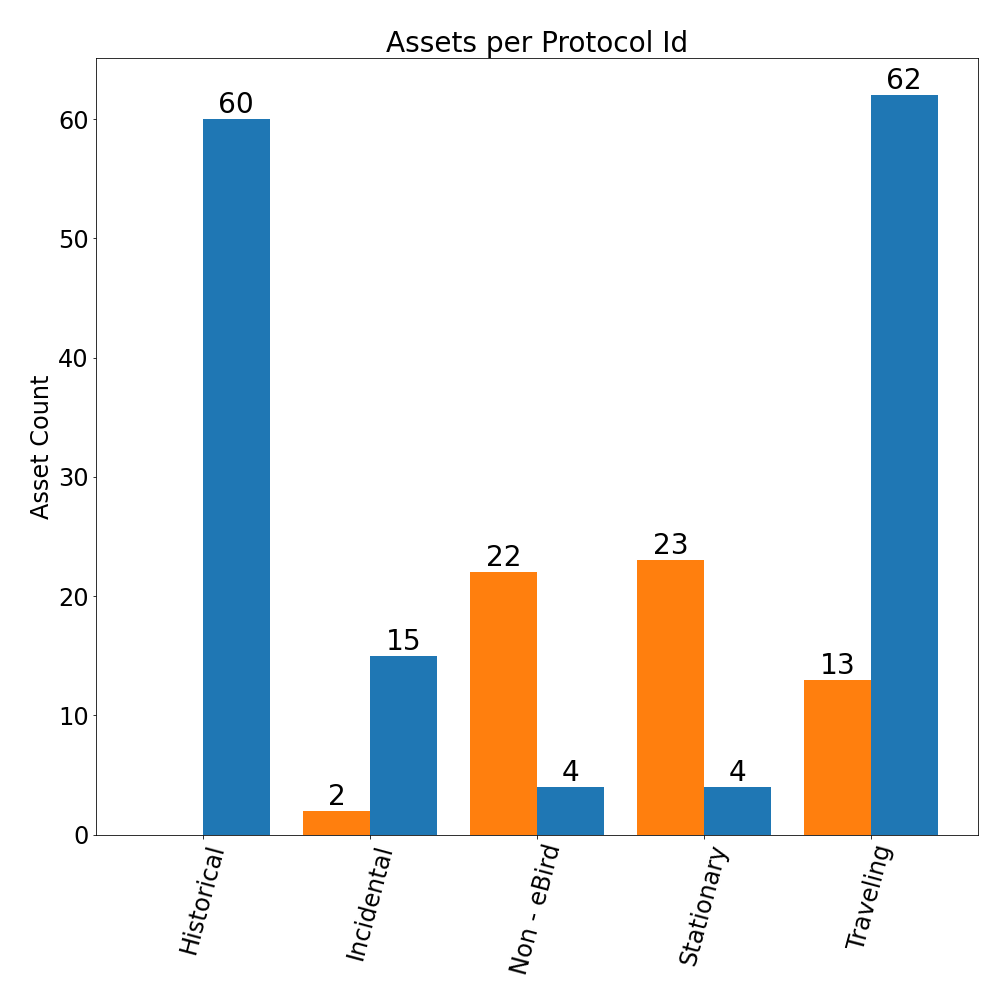 Assets per Protocol Id
Asset Count
60
50
40
30
20
10
0
60
2
15
22
4
23
4
13
62
Historical
Incidental
Non - eBird
Stationary
Traveling